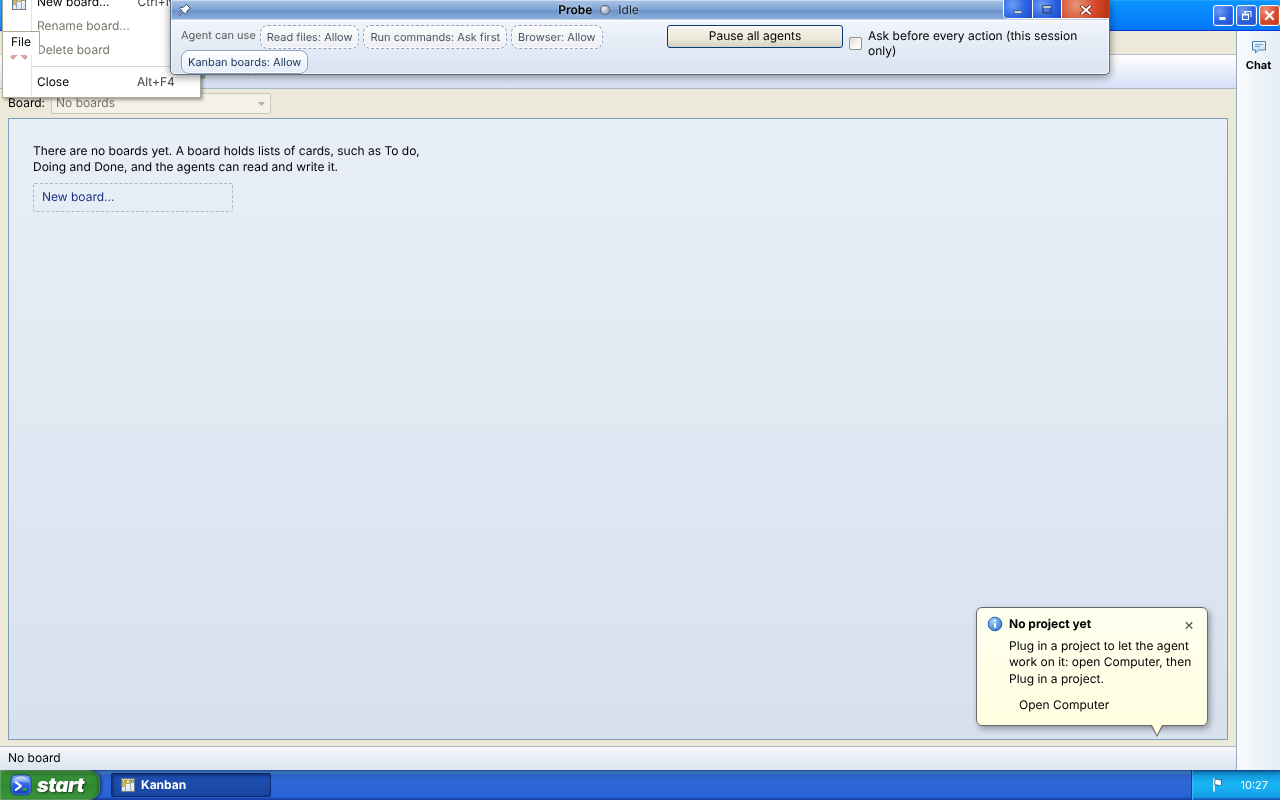 New board...
Rename board...
File
Delete board
Close Alt+F4
Probe Idle
Agent can use Read files: Allow Run commands: Ask first Browser: Allow
Kanban boards: Allow
Pause all agents
Ask before every action (this session
only)
Chat
Board: No boards
There are no boards yet. A board holds lists of cards, such as To do,
Doing and Done, and the agents can read and write it.
New board...
No project yet
Plug in a project to let the agent
work on it: open Computer, then
Plug in a project.
Open Computer
No board
start Kanban 10:27